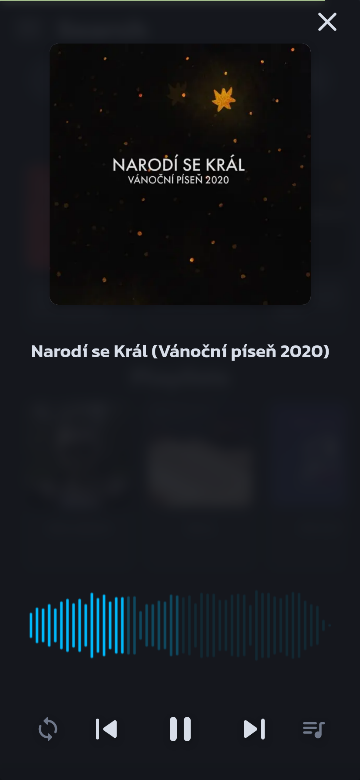 NARODÍ SE KRÁL
VÁNOČNÍ PÍSEŇ 2020
Narodí se Král (Vánoční píseň 2020)